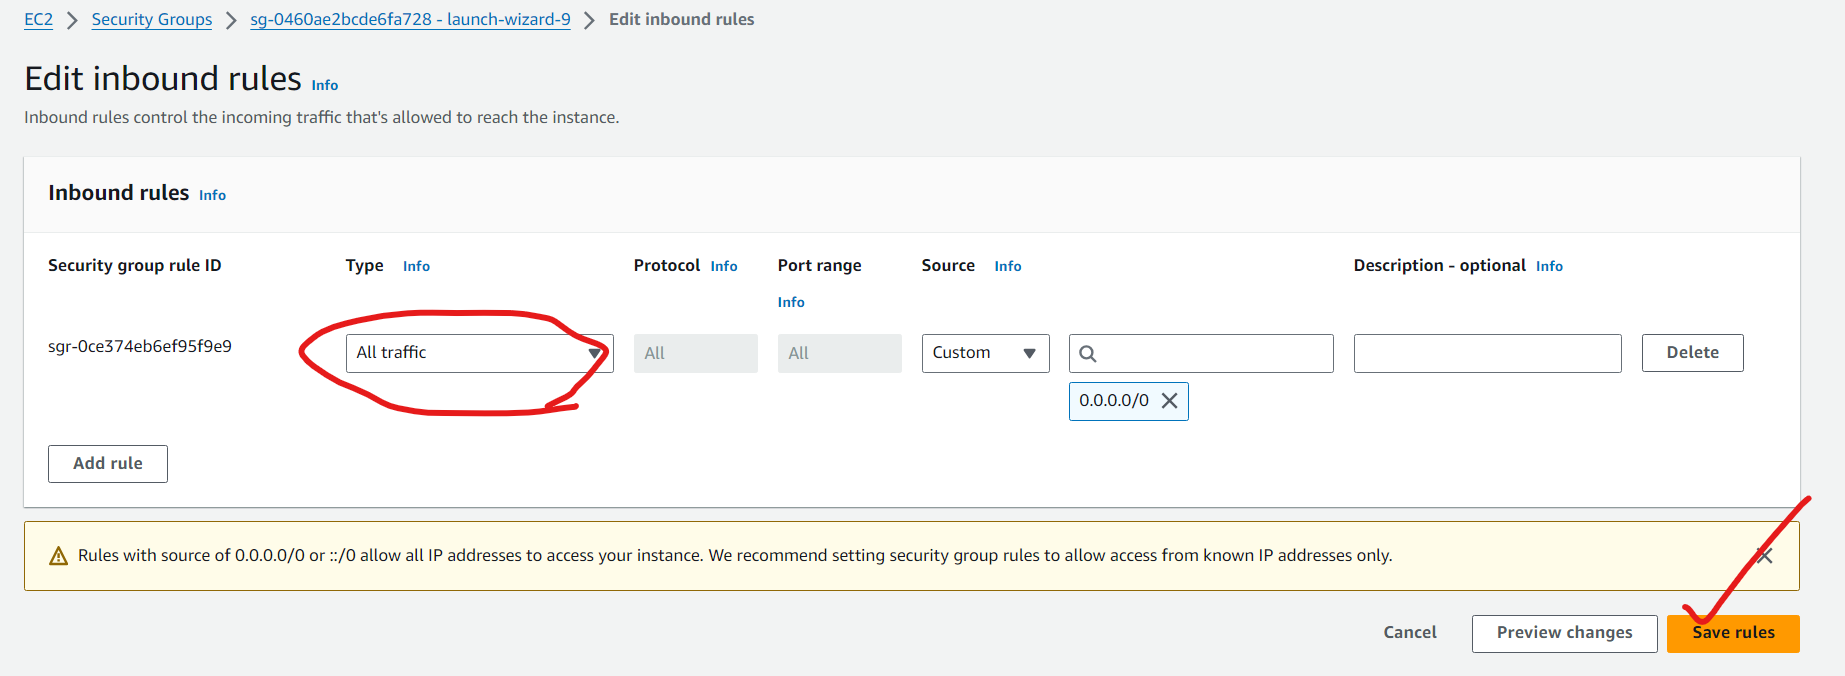 EC2 > Security Groups > sg-0460ae2bcde6fa728 - launch-wizard-9 > Edit inbound rules
Edit inbound rules Info
Inbound rules control the incoming traffic that's allowed to reach the instance.
Inbound rules Info
Security group rule ID Type Info Protocol Info Port range Info Source Info Description - optional Info
sgr-0ce374eb6ef95f9e9 All traffic All All Custom Delete
0.0.0.0/0
Add rule
Rules with source of 0.0.0.0/0 or ::/0 allow all IP addresses to access your instance. We recommend setting security group rules to allow access from known IP addresses only.
Cancel Preview changes Save rules